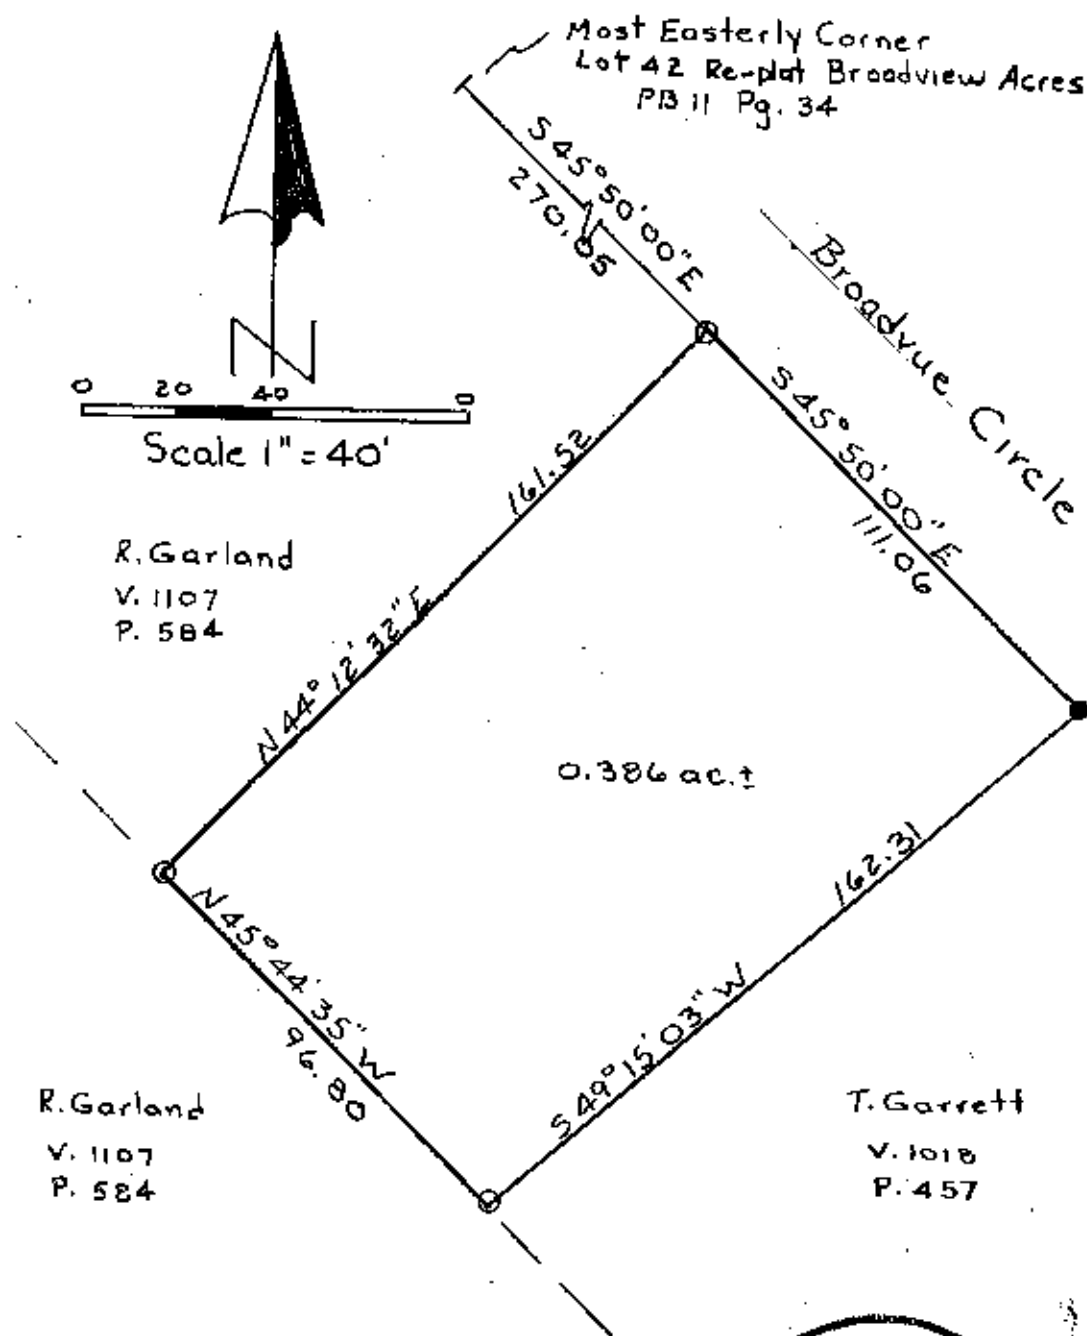 Most Easterly Corner
Lot 42 Re-plat Broadview Acres
PB 11 Pg. 34
S 45° 50' 00" E
270.05
Broadvue Circle
N
0 20 40 0
Scale 1" = 40'
S 45° 50' 00" E
111.06
161.52
N 44° 12' 32" E
R. Garland
V. 1107
P. 584
0.386 ac.±
162.31
S 49° 15' 03" W
N 45° 44' 35" W
96.80
R. Garland
V. 1107
P. 584
T. Garrett
V. 1018
P. 457